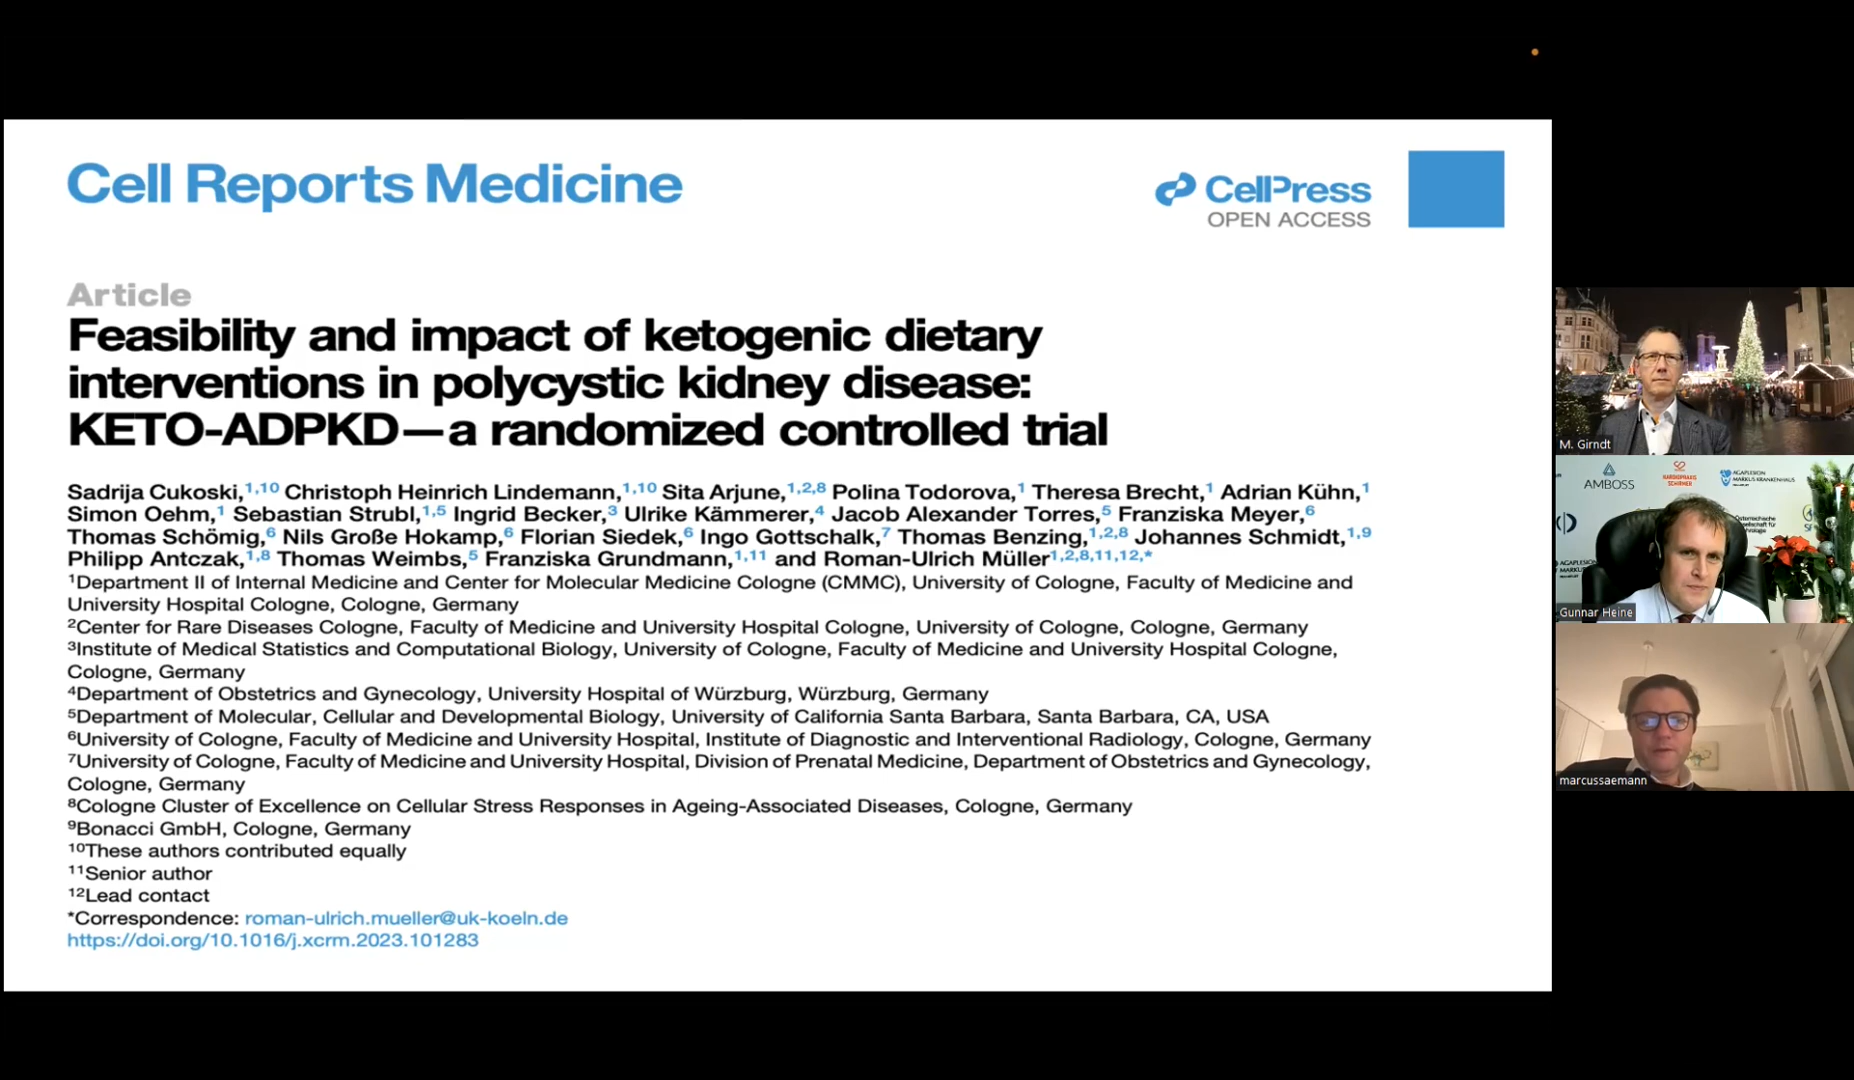 Cell Reports Medicine
CellPress
OPEN ACCESS
Article
Feasibility and impact of ketogenic dietary
interventions in polycystic kidney disease:
KETO-ADPKD—a randomized controlled trial
Sadrija Cukoski,1,10 Christoph Heinrich Lindemann,1,10 Sita Arjune,1,2,8 Polina Todorova,1 Theresa Brecht,1 Adrian Kühn,1
Simon Oehm,1 Sebastian Strubl,1,5 Ingrid Becker,3 Ulrike Kämmerer,4 Jacob Alexander Torres,5 Franziska Meyer,6
Thomas Schömig,6 Nils Große Hokamp,6 Florian Siedek,6 Ingo Gottschalk,7 Thomas Benzing,1,2,8 Johannes Schmidt,1,9
Philipp Antczak,1,8 Thomas Weimbs,5 Franziska Grundmann,1,11 and Roman-Ulrich Müller1,2,8,11,12,*
1Department II of Internal Medicine and Center for Molecular Medicine Cologne (CMMC), University of Cologne, Faculty of Medicine and
University Hospital Cologne, Cologne, Germany
2Center for Rare Diseases Cologne, Faculty of Medicine and University Hospital Cologne, University of Cologne, Cologne, Germany
3Institute of Medical Statistics and Computational Biology, University of Cologne, Faculty of Medicine and University Hospital Cologne,
Cologne, Germany
4Department of Obstetrics and Gynecology, University Hospital of Würzburg, Würzburg, Germany
5Department of Molecular, Cellular and Developmental Biology, University of California Santa Barbara, Santa Barbara, CA, USA
6University of Cologne, Faculty of Medicine and University Hospital, Institute of Diagnostic and Interventional Radiology, Cologne, Germany
7University of Cologne, Faculty of Medicine and University Hospital, Division of Prenatal Medicine, Department of Obstetrics and Gynecology,
Cologne, Germany
8Cologne Cluster of Excellence on Cellular Stress Responses in Ageing-Associated Diseases, Cologne, Germany
9Bonacci GmbH, Cologne, Germany
10These authors contributed equally
11Senior author
12Lead contact
*Correspondence: roman-ulrich.mueller@uk-koeln.de
https://doi.org/10.1016/j.xcrm.2023.101283
M. Girndt
AMBOSS
KARDIOPRAXIS
SCHIRMER
AGAPLESION
MARKUS KRANKENHAUS
Gunnar Heine
marcussaemann